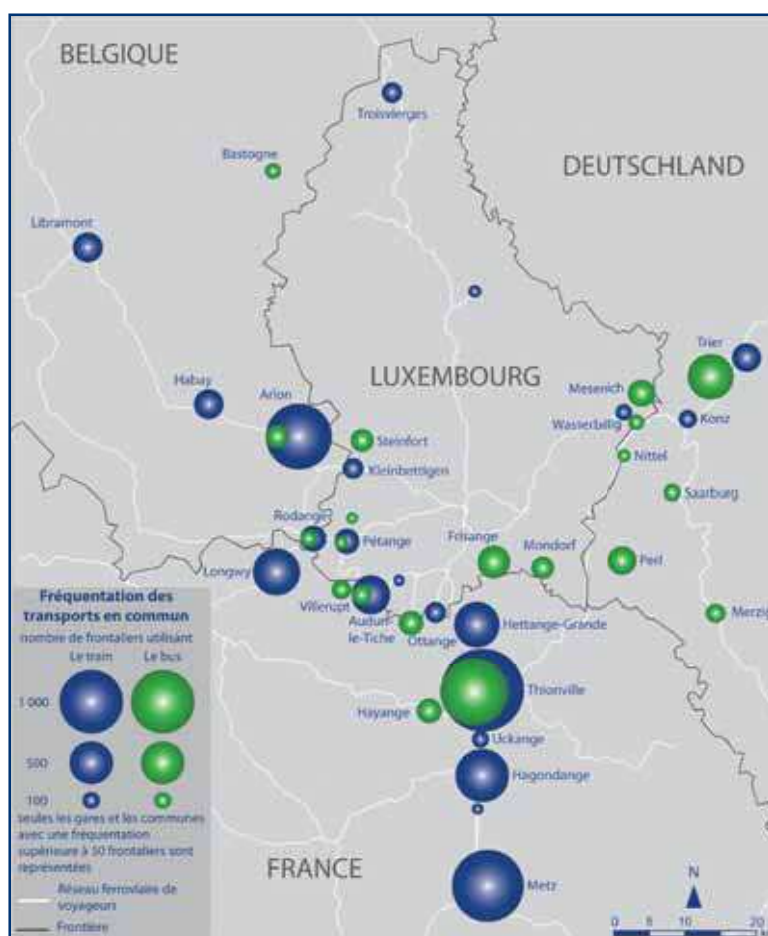 BELGIQUE
Troisvierges
Bastogne
DEUTSCHLAND
Libramont
Trier
LUXEMBOURG
Mesenich
Habay
Arlon
Wasserbillig
Konz
Steinfort
Nittel
Kleinbettigen
Saarburg
Rodange
Pétange
Frisange
Mondorf
Perl
Longwy
Villerupt
Audun-
le-Tiche
Ottange
Hettange-Grande
Merzig
Thionville
Hayange
Uckange
Hagondange
FRANCE
Metz
Fréquentation des
transports en commun
nombre de frontaliers utilisant
Le train
Le bus
1 000
500
100
seules les gares et les communes
avec une fréquentation
supérieure à 50 frontaliers sont
représentées
Réseau ferroviaire de
voyageurs
Frontière
N
0 5 10 20